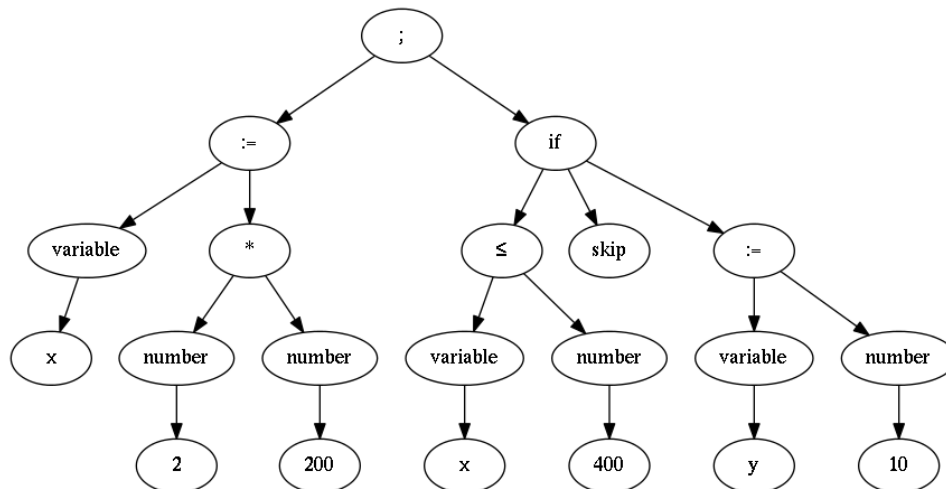 ;
:= if
variable * ≤ skip :=
x number number variable number variable number
2 200 x 400 y 10